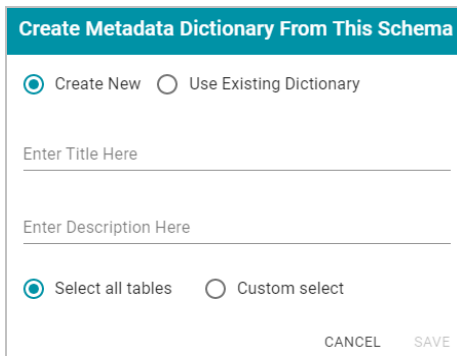 Create Metadata Dictionary From This Schema
Create New Use Existing Dictionary
Enter Title Here
Enter Description Here
Select all tables Custom select
CANCEL SAVE